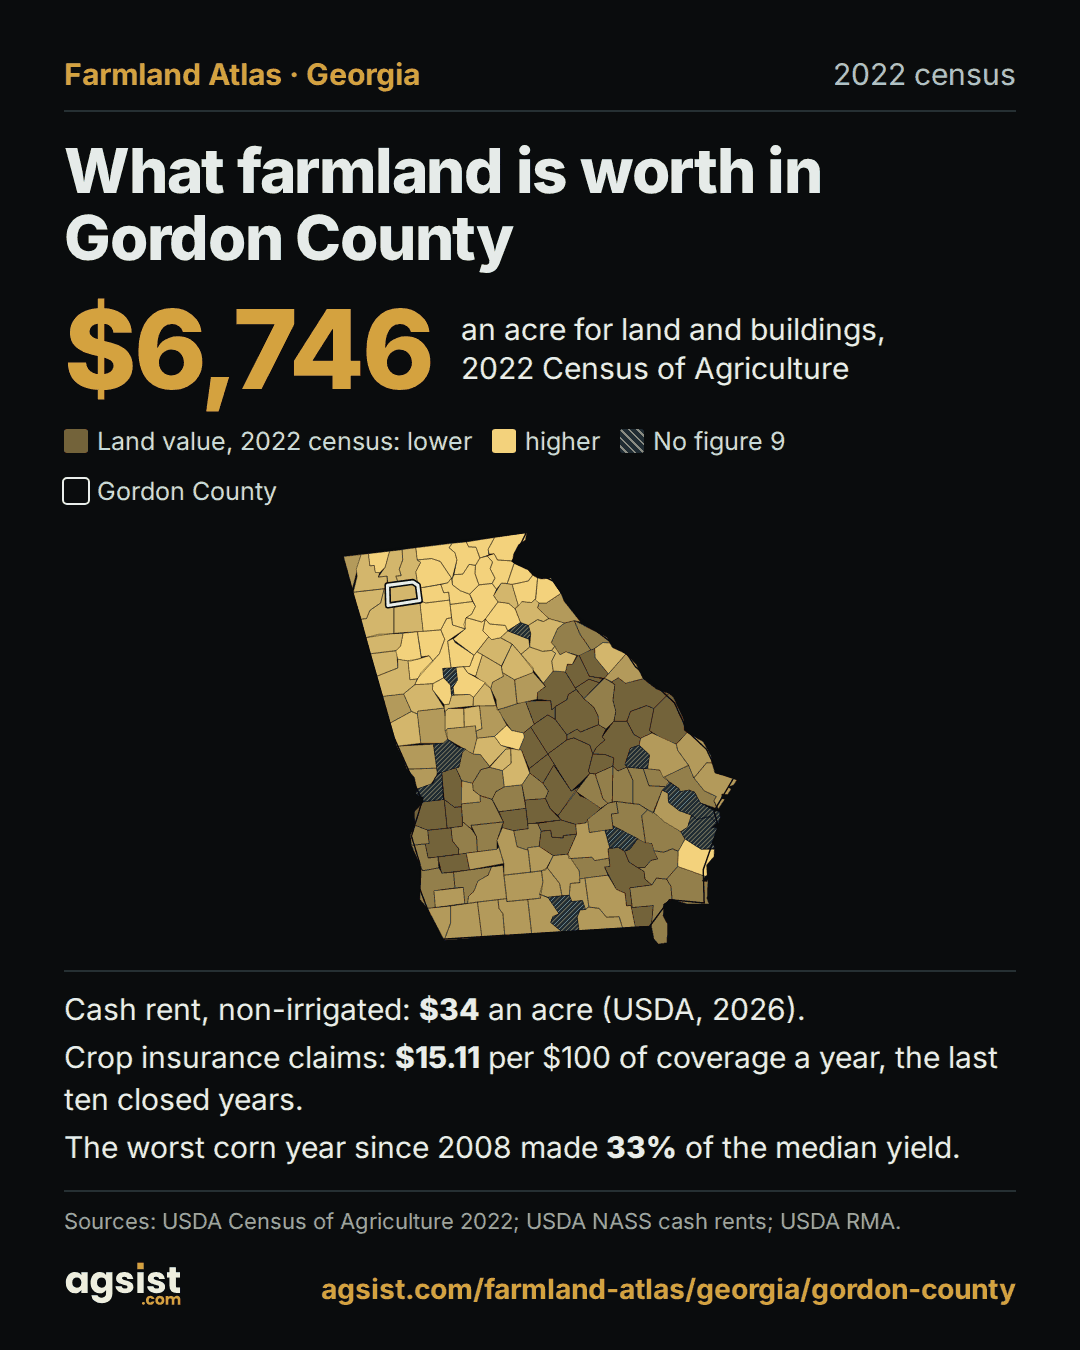 Farmland Atlas · Georgia
2022 census
What farmland is worth in
Gordon County
$6,746
an acre for land and buildings,
2022 Census of Agriculture
Land value, 2022 census: lower
higher
No figure 9
Gordon County
Cash rent, non-irrigated: $34 an acre (USDA, 2026).
Crop insurance claims: $15.11 per $100 of coverage a year, the last
ten closed years.
The worst corn year since 2008 made 33% of the median yield.
Sources: USDA Census of Agriculture 2022; USDA NASS cash rents; USDA RMA.
agsist
.com
agsist.com/farmland-atlas/georgia/gordon-county